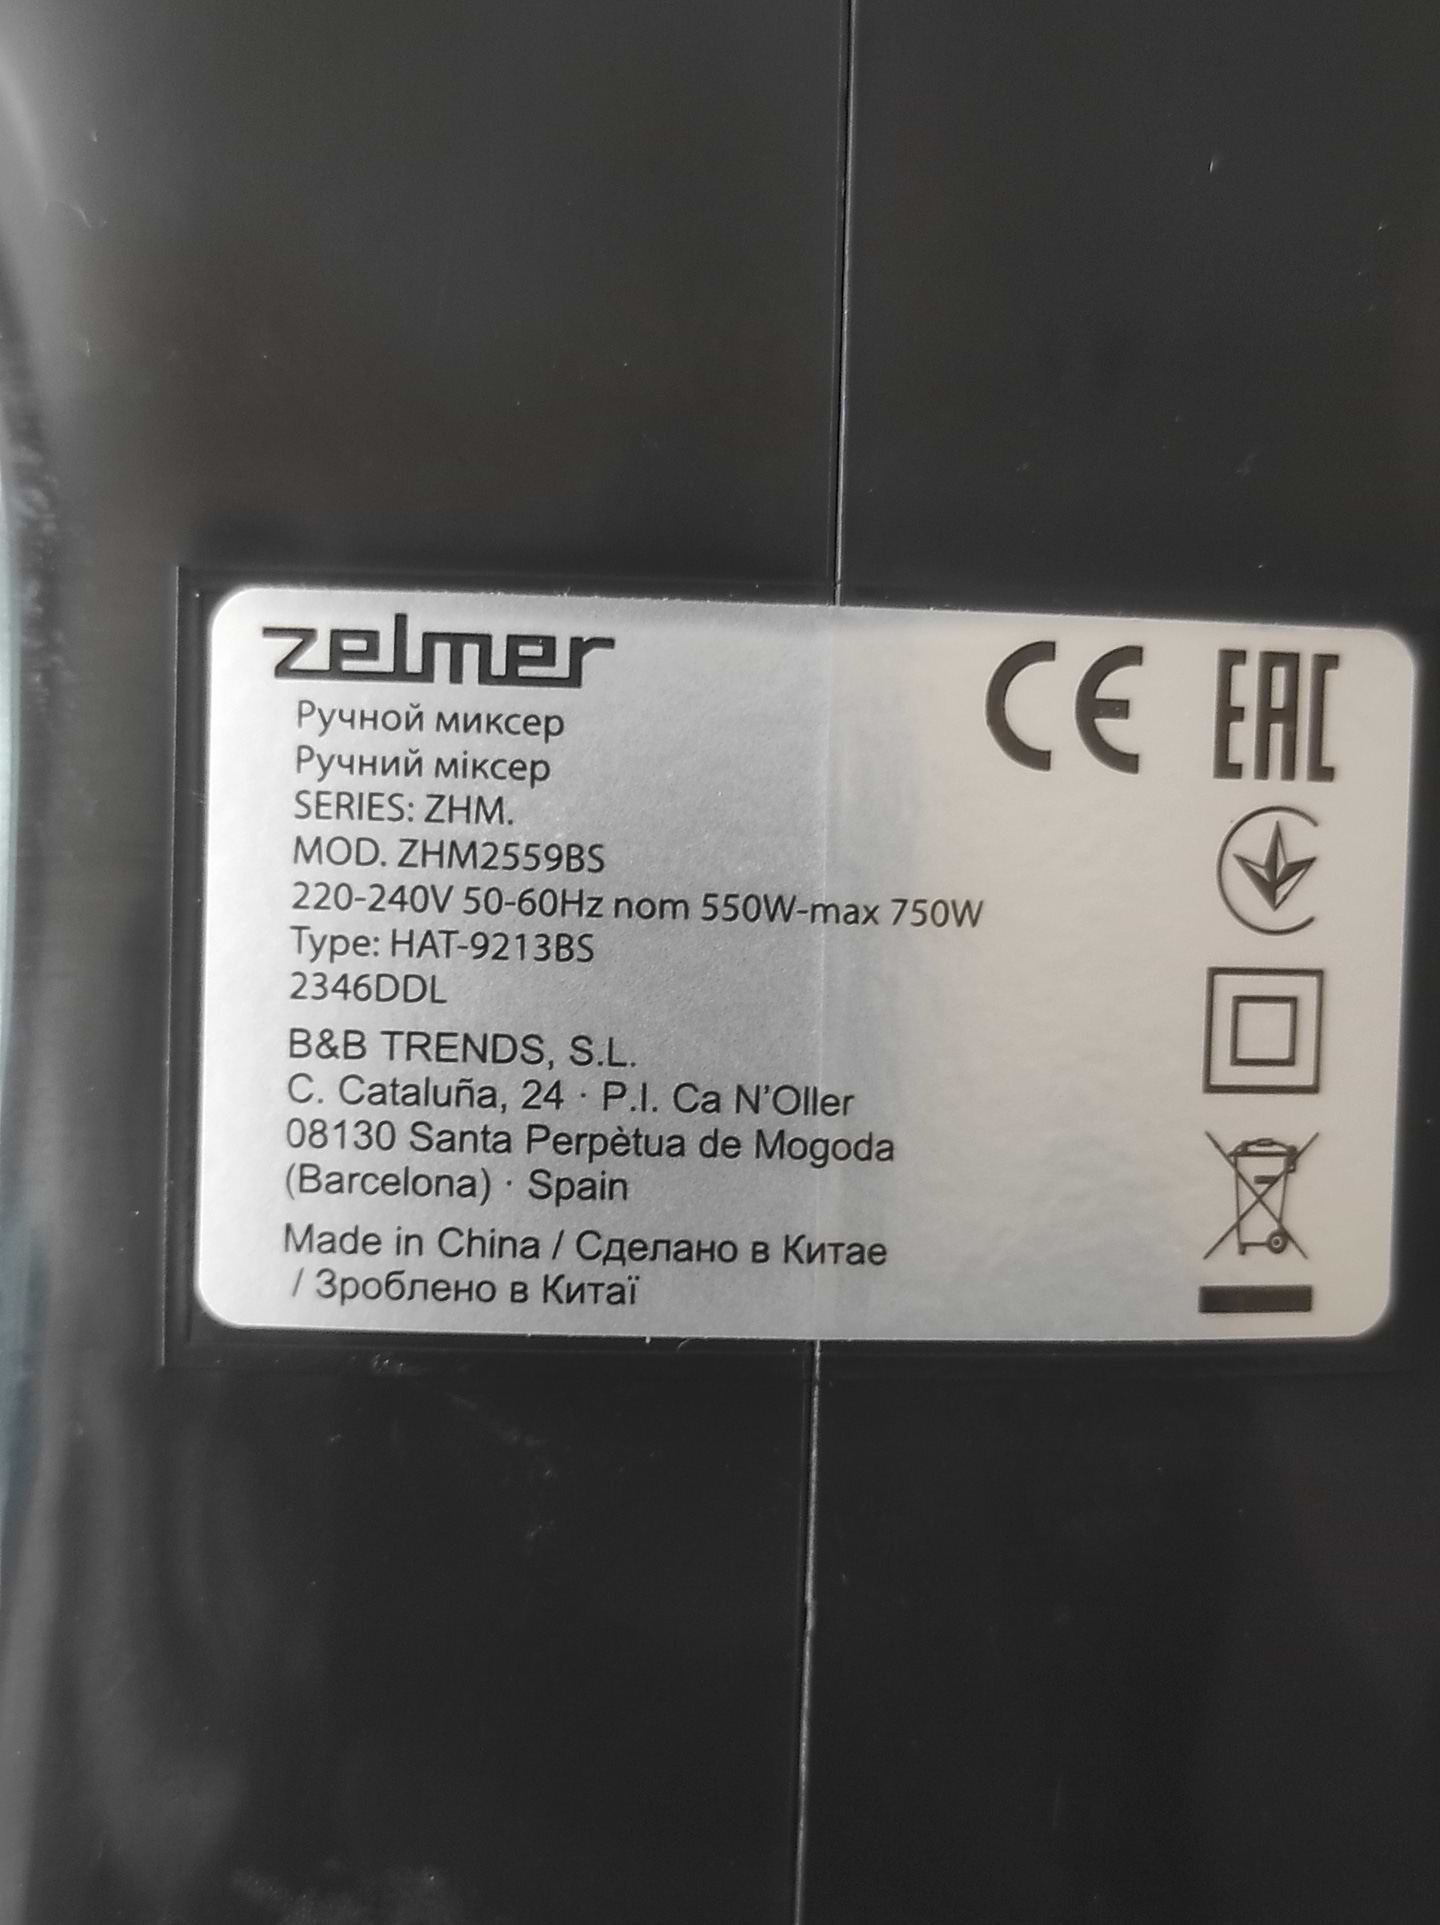 zelmer
CE EAC
Ручной миксер
Ручний міксер
SERIES: ZHM.
MOD. ZHM2559BS
220-240V 50-60Hz nom 550W-max 750W
Type: HAT-9213BS
2346DDL
B&B TRENDS, S.L.
C. Cataluña, 24 · P.I. Ca N'Oller
08130 Santa Perpètua de Mogoda
(Barcelona) · Spain
Made in China / Сделано в Китае
/ Зроблено в Китаї